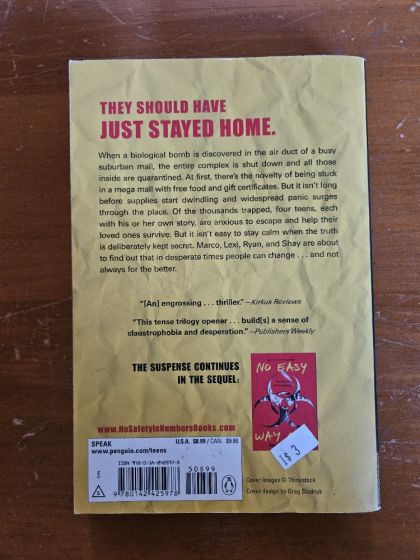 THEY SHOULD HAVE
JUST STAYED HOME.
When a biological bomb is discovered in the air duct of a busy
suburban mall, the entire complex is shut down and all those
inside are quarantined. At first, there's the novelty of being stuck
in a mega mall with free food and gift certificates. But it isn't long
before supplies start dwindling and widespread panic surges
through the place. Of the thousands trapped, four teens, each
with his or her own story, are anxious to escape and help their
loved ones survive. But it isn't easy to stay calm when the truth
is deliberately kept secret. Marco, Lexi, Ryan, and Shay are about
to find out that in desperate times people can change . . . and not
always for the better.
"[An] engrossing . . . thriller." —Kirkus Reviews
"This tense trilogy opener . . . build[s] a sense of
claustrophobia and desperation." —Publishers Weekly
THE SUSPENSE CONTINUES
IN THE SEQUEL:
NO EASY
WAY
1$3
www.NoSafetyInNumbersBooks.com
SPEAK
www.penguin.com/teens
U.S.A. $8.99 / CAN. $9.99
ISBN 978-0-14-242597-8
50899
9780142425978
S
Cover images © Thinkstock
Cover design by Greg Stadnyk